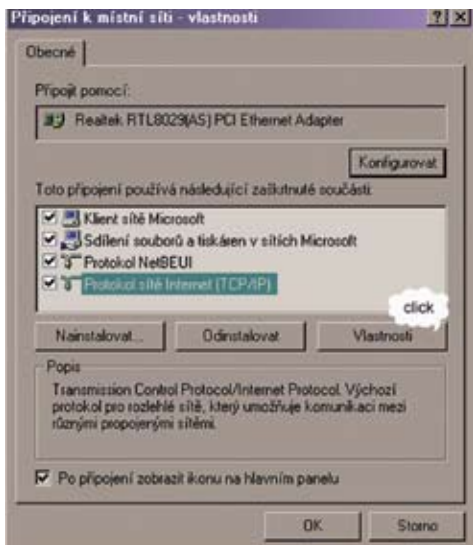 Připojení k místní síti - vlastnosti
Obecné
Připojit pomocí:
Realtek RTL8029(AS) PCI Ethernet Adapter
Konfigurovat
Toto připojení používá následující zaškrtnuté součásti:
Klient sítě Microsoft
Sdílení souborů a tiskáren v sítích Microsoft
Protokol NetBEUI
Protokol sítě Internet (TCP/IP)
click
Nainstalovat... Odinstalovat Vlastnosti
Popis
Transmission Control Protocol/Internet Protocol. Výchozí
protokol pro rozlehlé sítě, který umožňuje komunikaci mezi
různými propojenými sítěmi.
Po připojení zobrazit ikonu na hlavním panelu
OK Storno